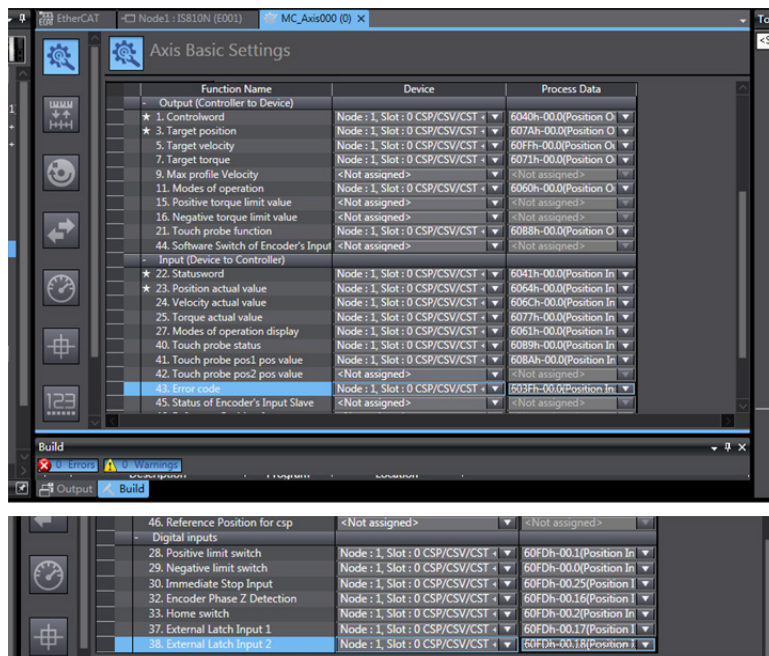 EtherCAT Node1 : IS810N (E001) MC_Axis000 (0) To
Axis Basic Settings
Function Name Device Process Data
- Output (Controller to Device)
★ 1. Controlword Node : 1, Slot : 0 CSP/CSV/CST 6040h-00.0(Position O
★ 3. Target position Node : 1, Slot : 0 CSP/CSV/CST 607Ah-00.0(Position O
5. Target velocity Node : 1, Slot : 0 CSP/CSV/CST 60FFh-00.0(Position O
7. Target torque Node : 1, Slot : 0 CSP/CSV/CST 6071h-00.0(Position O
9. Max profile Velocity <Not assigned> <Not assigned>
11. Modes of operation Node : 1, Slot : 0 CSP/CSV/CST 6060h-00.0(Position O
15. Positive torque limit value <Not assigned> <Not assigned>
16. Negative torque limit value <Not assigned> <Not assigned>
21. Touch probe function Node : 1, Slot : 0 CSP/CSV/CST 60B8h-00.0(Position O
44. Software Switch of Encoder's Input <Not assigned> <Not assigned>
- Input (Device to Controller)
★ 22. Statusword Node : 1, Slot : 0 CSP/CSV/CST 6041h-00.0(Position In
★ 23. Position actual value Node : 1, Slot : 0 CSP/CSV/CST 6064h-00.0(Position In
24. Velocity actual value Node : 1, Slot : 0 CSP/CSV/CST 606Ch-00.0(Position In
25. Torque actual value Node : 1, Slot : 0 CSP/CSV/CST 6077h-00.0(Position In
27. Modes of operation display Node : 1, Slot : 0 CSP/CSV/CST 6061h-00.0(Position In
40. Touch probe status Node : 1, Slot : 0 CSP/CSV/CST 60B9h-00.0(Position In
41. Touch probe pos1 pos value Node : 1, Slot : 0 CSP/CSV/CST 60BAh-00.0(Position In
42. Touch probe pos2 pos value <Not assigned> <Not assigned>
43. Error code Node : 1, Slot : 0 CSP/CSV/CST 603Fh-00.0(Position In
45. Status of Encoder's Input Slave <Not assigned> <Not assigned>
123
Build
0 Errors 0 Warnings
Description Program Location
Output Build
46. Reference Position for csp <Not assigned> <Not assigned>
- Digital inputs
28. Positive limit switch Node : 1, Slot : 0 CSP/CSV/CST 60FDh-00.1(Position In
29. Negative limit switch Node : 1, Slot : 0 CSP/CSV/CST 60FDh-00.0(Position In
30. Immediate Stop Input Node : 1, Slot : 0 CSP/CSV/CST 60FDh-00.25(Position I
32. Encoder Phase Z Detection Node : 1, Slot : 0 CSP/CSV/CST 60FDh-00.16(Position I
33. Home switch Node : 1, Slot : 0 CSP/CSV/CST 60FDh-00.2(Position In
37. External Latch Input 1 Node : 1, Slot : 0 CSP/CSV/CST 60FDh-00.17(Position I
38. External Latch Input 2 Node : 1, Slot : 0 CSP/CSV/CST 60FDh-00.18(Position I